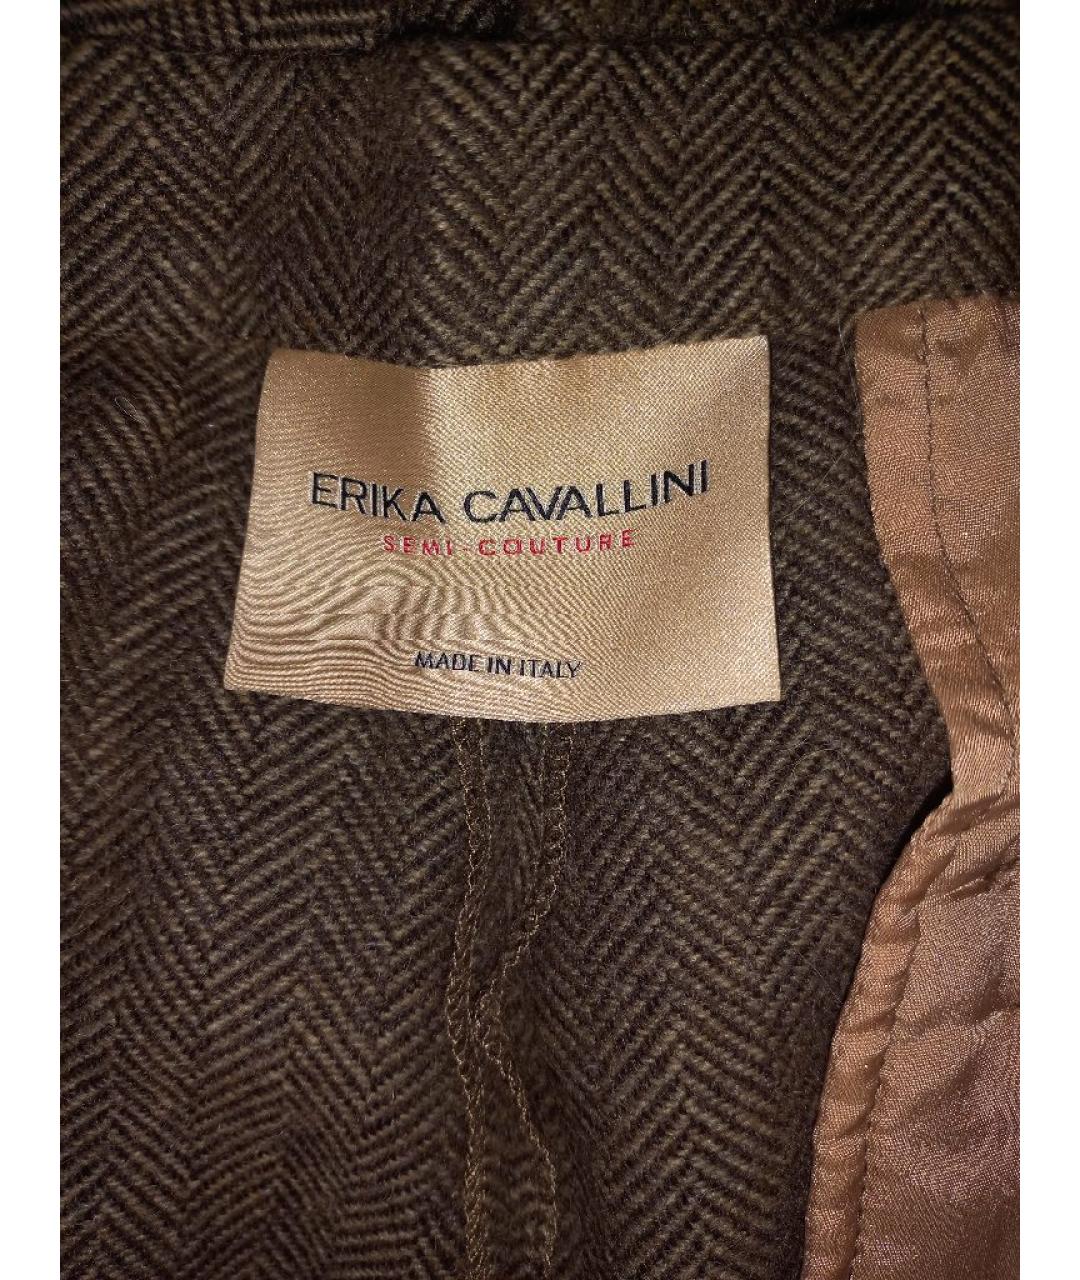 ERIKA CAVALLINI
SEMI-COUTURE
MADE IN ITALY